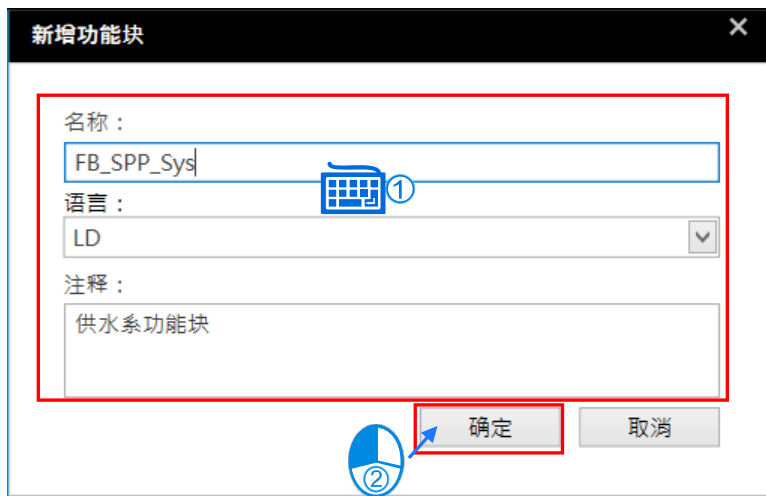 新增功能块
×
名称：
FB_SPP_Sys
①
语言：
LD
注释：
供水系功能块
确定
取消
②